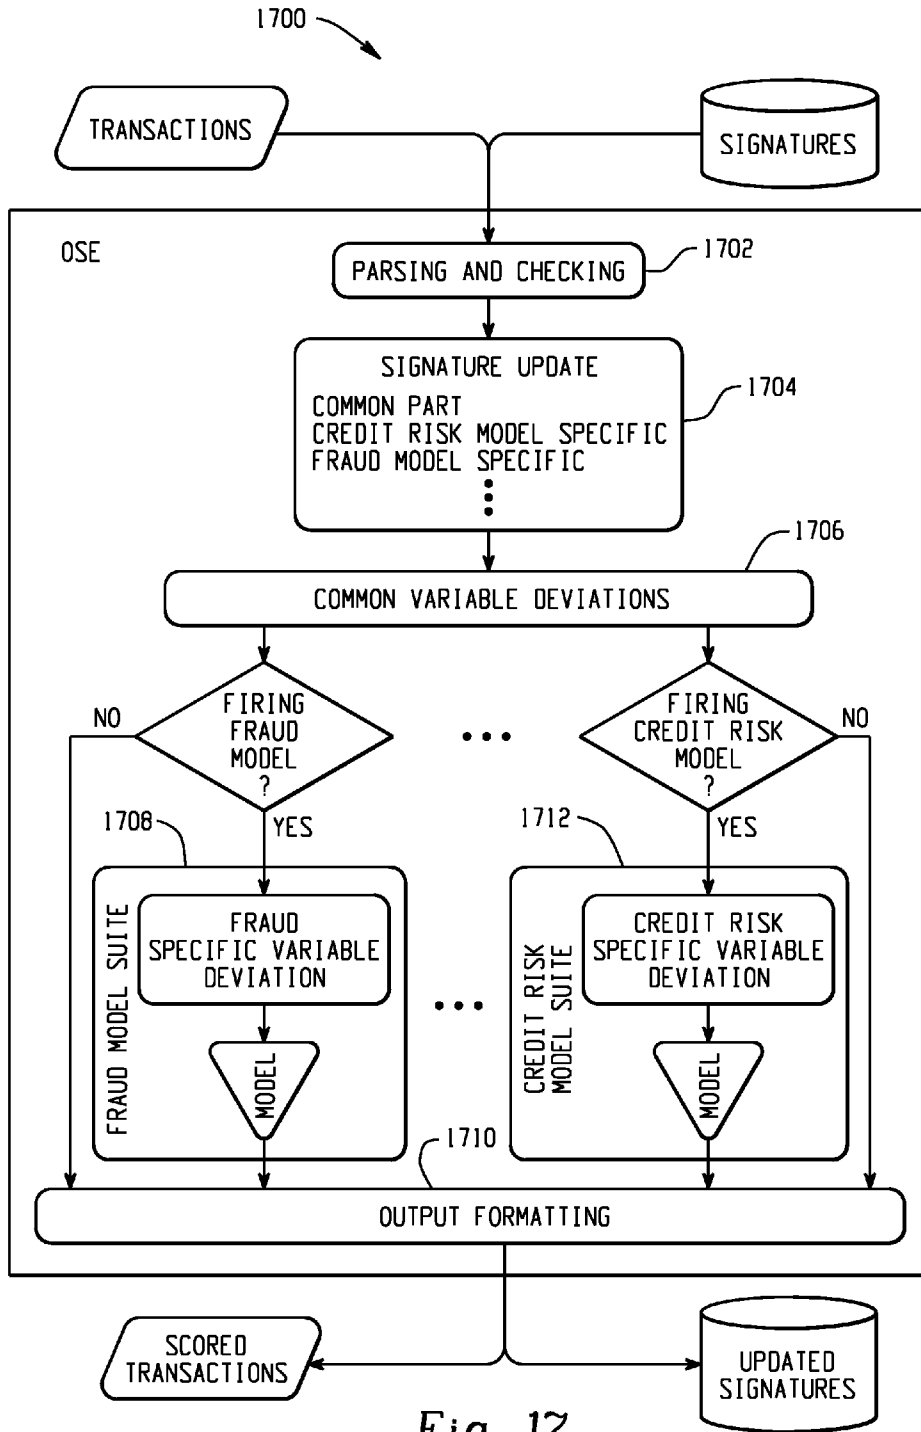 1700
TRANSACTIONS
SIGNATURES
OSE
PARSING AND CHECKING
1702
SIGNATURE UPDATE
COMMON PART
CREDIT RISK MODEL SPECIFIC
FRAUD MODEL SPECIFIC
1704
1706
COMMON VARIABLE DEVIATIONS
FIRING
FRAUD
MODEL
?
NO
YES
FIRING
CREDIT RISK
MODEL
?
NO
YES
1708
FRAUD MODEL SUITE
FRAUD
SPECIFIC VARIABLE
DEVIATION
MODEL
1712
CREDIT RISK
MODEL SUITE
CREDIT RISK
SPECIFIC VARIABLE
DEVIATION
MODEL
1710
OUTPUT FORMATTING
SCORED
TRANSACTIONS
UPDATED
SIGNATURES
Fig. 17